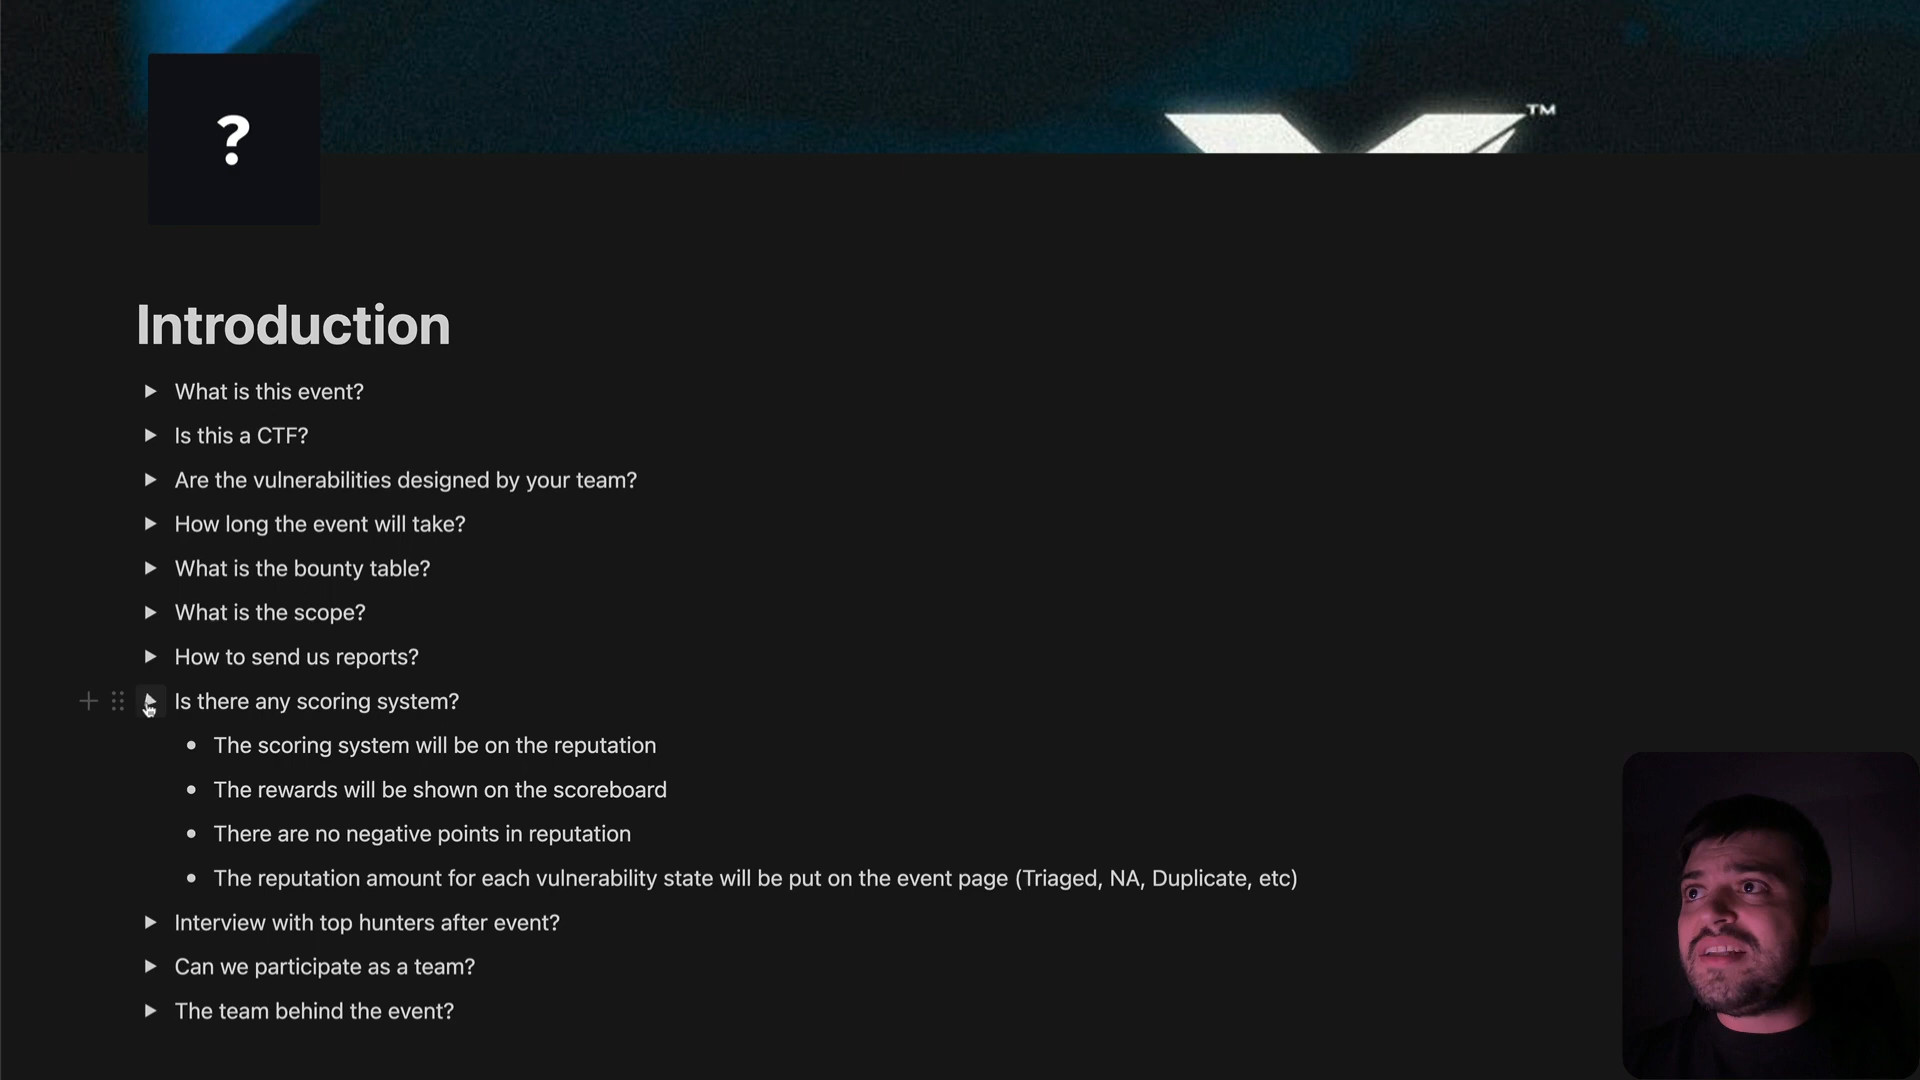 ?
TM
Introduction
What is this event?
Is this a CTF?
Are the vulnerabilities designed by your team?
How long the event will take?
What is the bounty table?
What is the scope?
How to send us reports?
Is there any scoring system?
The scoring system will be on the reputation
The rewards will be shown on the scoreboard
There are no negative points in reputation
The reputation amount for each vulnerability state will be put on the event page (Triaged, NA, Duplicate, etc)
Interview with top hunters after event?
Can we participate as a team?
The team behind the event?